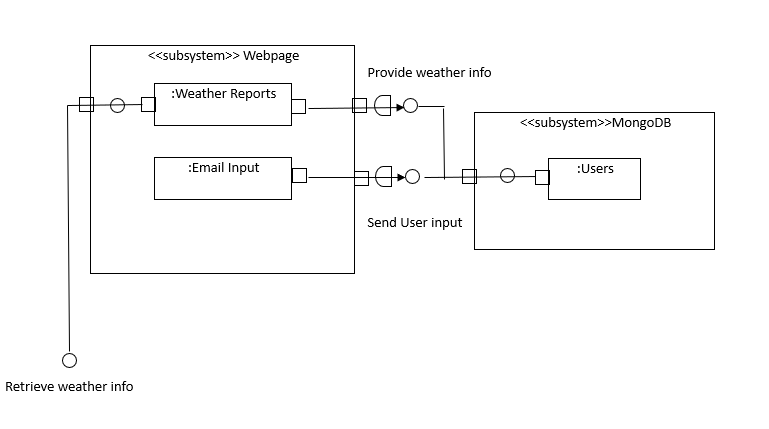 <<subsystem>> Webpage
Provide weather info
:Weather Reports
<<subsystem>>MongoDB
:Email Input
:Users
Send User input
Retrieve weather info